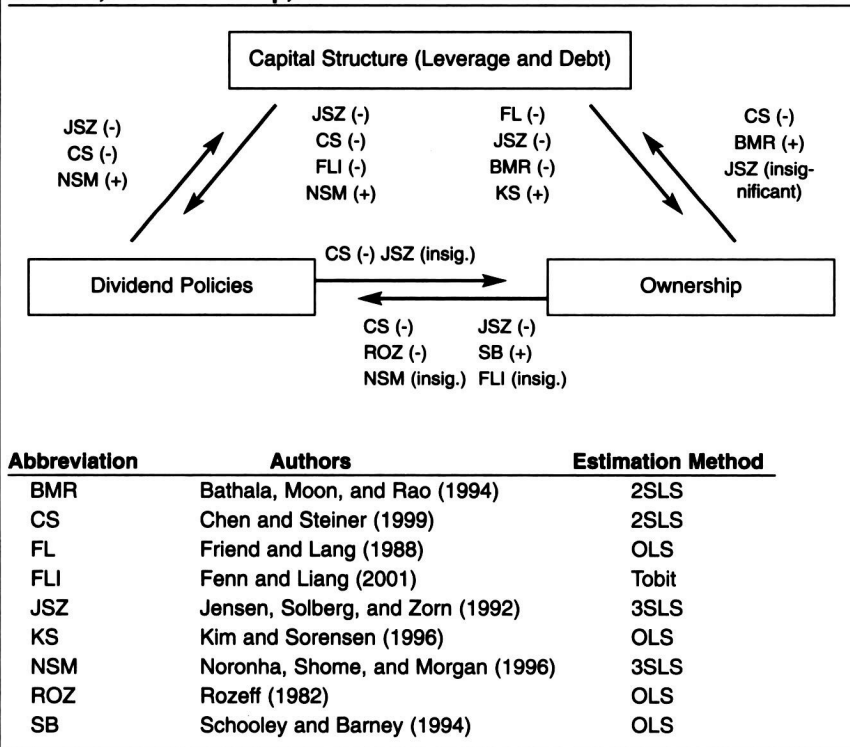 Capital Structure (Leverage and Debt)
JSZ (-)
CS (-)
NSM (+)
JSZ (-)
CS (-)
FLI (-)
NSM (+)
FL (-)
JSZ (-)
BMR (-)
KS (+)
CS (-)
BMR (+)
JSZ (insig-
nificant)
CS (-) JSZ (insig.)
Dividend Policies
Ownership
CS (-) JSZ (-)
ROZ (-) SB (+)
NSM (insig.) FLI (insig.)
Abbreviation Authors Estimation Method
BMR Bathala, Moon, and Rao (1994) 2SLS
CS Chen and Steiner (1999) 2SLS
FL Friend and Lang (1988) OLS
FLI Fenn and Liang (2001) Tobit
JSZ Jensen, Solberg, and Zorn (1992) 3SLS
KS Kim and Sorensen (1996) OLS
NSM Noronha, Shome, and Morgan (1996) 3SLS
ROZ Rozeff (1982) OLS
SB Schooley and Barney (1994) OLS